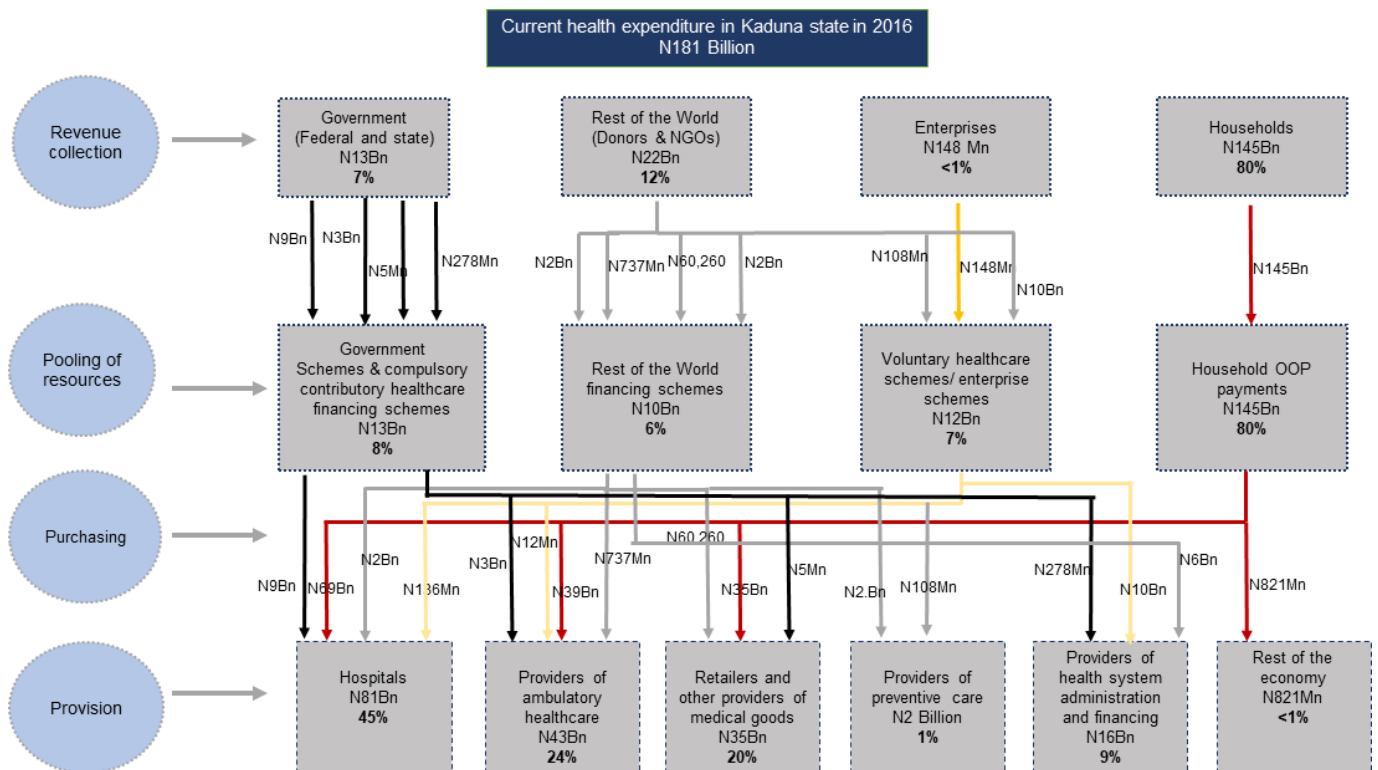 Current health expenditure in Kaduna state in 2016
N181 Billion
Revenue
collection
Government
(Federal and state)
N13Bn
7%
Rest of the World
(Donors & NGOs)
N22Bn
12%
Enterprises
N148 Mn
<1%
Households
N145Bn
80%
N9Bn
N3Bn
N5Mn
N278Mn
N2Bn
N737Mn
N60,260
N2Bn
N108Mn
N148Mn
N10Bn
N145Bn
Pooling of
resources
Government
Schemes & compulsory
contributory healthcare
financing schemes
N13Bn
8%
Rest of the World
financing schemes
N10Bn
6%
Voluntary healthcare
schemes/ enterprise
schemes
N12Bn
7%
Household OOP
payments
N145Bn
80%
Purchasing
N9Bn
N69Bn
N2Bn
N136Mn
N3Bn
N12Mn
N39Bn
N737Mn
N60,260
N35Bn
N5Mn
N2.Bn
N108Mn
N278Mn
N10Bn
N6Bn
N821Mn
Provision
Hospitals
N81Bn
45%
Providers of
ambulatory
healthcare
N43Bn
24%
Retailers and
other providers of
medical goods
N35Bn
20%
Providers of
preventive care
N2 Billion
1%
Providers of
health system
administration
and financing
N16Bn
9%
Rest of the
economy
N821Mn
<1%